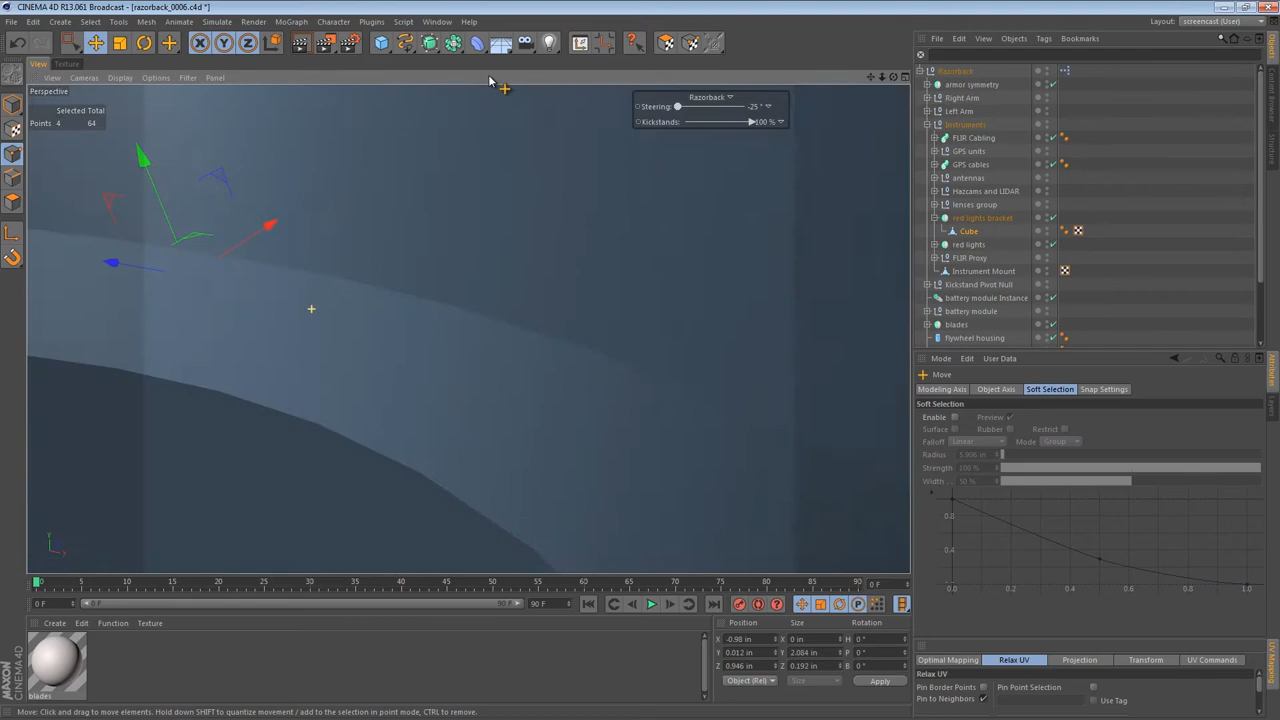 CINEMA 4D R13.061 Broadcast - [razorback_0006.c4d *]
File Edit Create Select Tools Mesh Animate Simulate Render MoGraph Character Plugins Script Window Help
Layout: screencast (User)
View Texture
View Cameras Display Options Filter Panel
Perspective
Selected Total
Points 4 64
Razorback
Steering: -25 °
Kickstands: 100 %
File Edit View Objects Tags Bookmarks
Razorback
armor symmetry
Right Arm
Left Arm
Instruments
FLIR Cabling
GPS units
GPS cables
antennas
Hazcams and LIDAR
lenses group
red lights bracket
Cube
red lights
FLIR Proxy
Instrument Mount
Kickstand Pivot Null
battery module Instance
battery module
blades
flywheel housing
Objects
Content Browser
Structure
Mode Edit User Data
Move
Modeling Axis Object Axis Soft Selection Snap Settings
Soft Selection
Enable Preview
Surface Rubber Restrict
Falloff Linear Mode Group
Radius 5.906 in
Strength 100 %
Width 50 %
0.8
0.4
0.0 0.2 0.4 0.6 0.8 1.0
Attributes
Layers
0 5 10 15 20 25 30 35 40 45 50 55 60 65 70 75 80 85 90 0 F
0 F 0 F 90 F 90 F
Create Edit Function Texture
blades
Position Size Rotation
X -0.98 in X 0 in H 0 °
Y 0.012 in Y 2.084 in P 0 °
Z 0.946 in Z 0.192 in B 0 °
Object (Rel) Size Apply
Optimal Mapping Relax UV Projection Transform UV Commands
Relax UV
Pin Border Points Pin Point Selection
Pin to Neighbors Use Tag
UV Mapping
MAXON CINEMA 4D
Move: Click and drag to move elements. Hold down SHIFT to quantize movement / add to the selection in point mode, CTRL to remove.